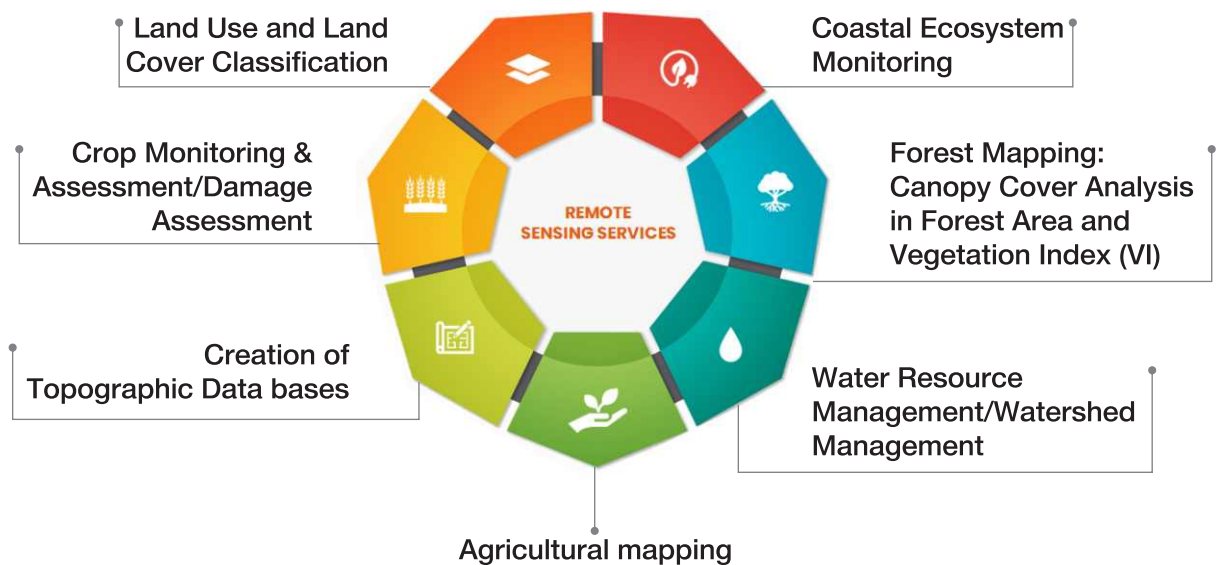 Land Use and Land
Cover Classification
Coastal Ecosystem
Monitoring
Crop Monitoring &
Assessment/Damage
Assessment
Forest Mapping:
Canopy Cover Analysis
in Forest Area and
Vegetation Index (VI)
REMOTE
SENSING SERVICES
Creation of
Topographic Data bases
Water Resource
Management/Watershed
Management
Agricultural mapping